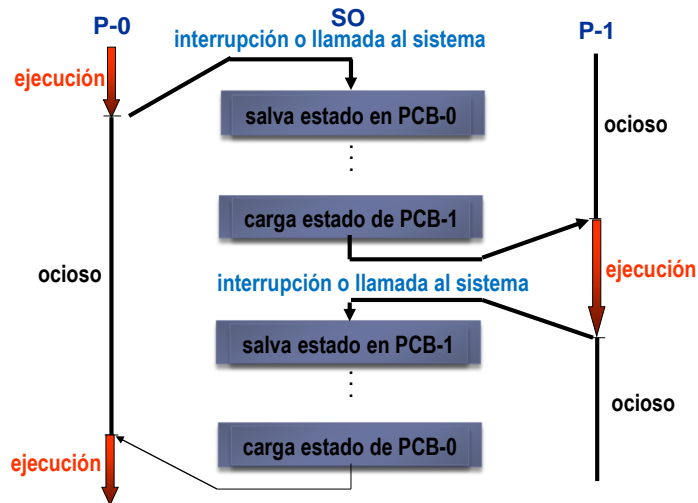 P-0
SO
P-1
interrupción o llamada al sistema
ejecución
salva estado en PCB-0
ocioso
carga estado de PCB-1
ocioso
ejecución
interrupción o llamada al sistema
salva estado en PCB-1
ocioso
carga estado de PCB-0
ejecución